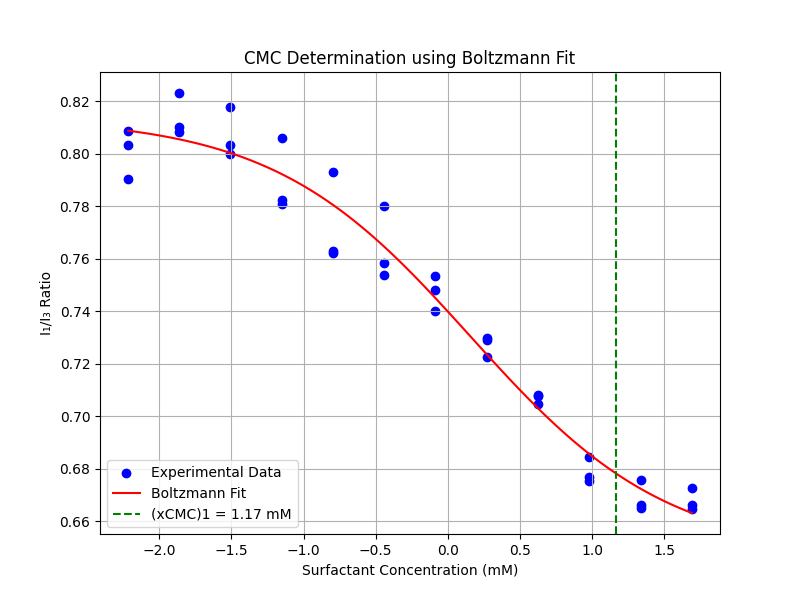 CMC Determination using Boltzmann Fit
I₁/I₃ Ratio
0.82
0.80
0.78
0.76
0.74
0.72
0.70
0.68
0.66
Experimental Data
Boltzmann Fit
(xCMC)1 = 1.17 mM
−2.0 −1.5 −1.0 −0.5 0.0 0.5 1.0 1.5
Surfactant Concentration (mM)